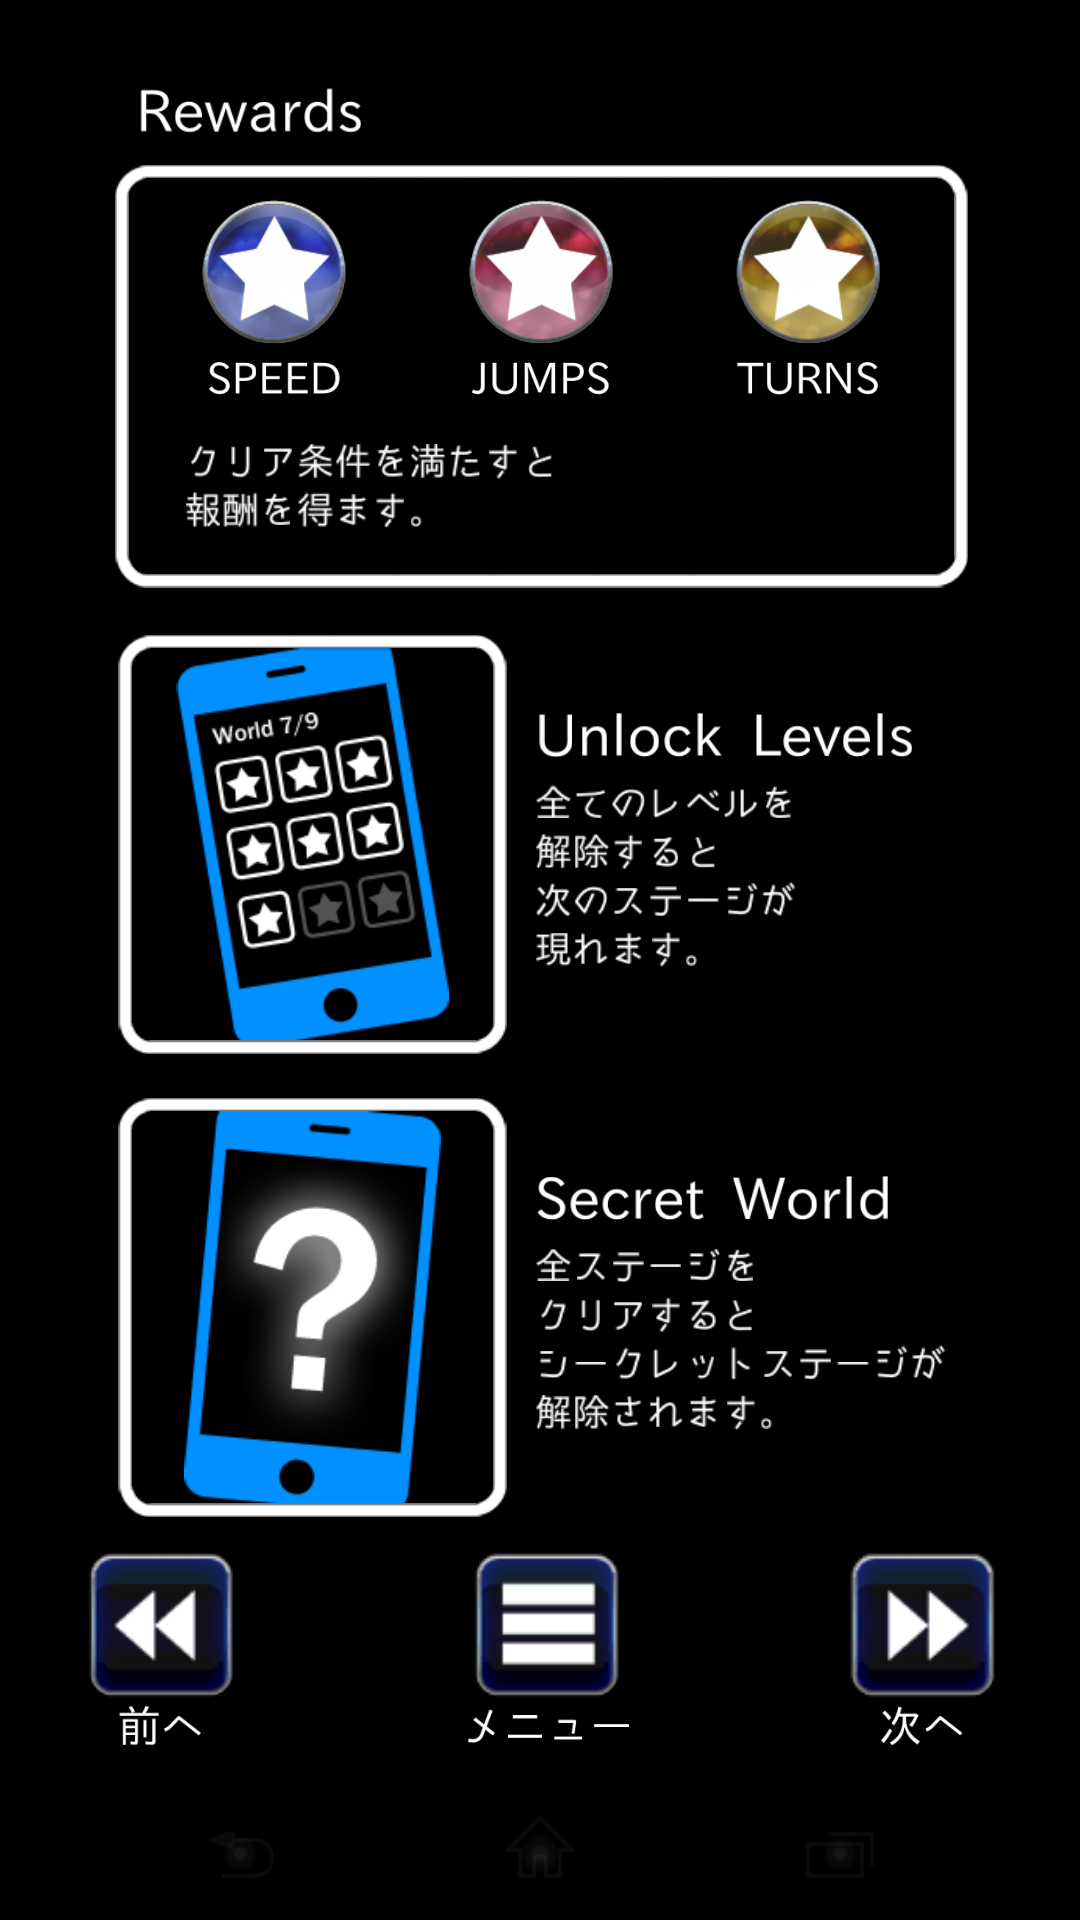 Rewards
SPEED
JUMPS
TURNS
クリア条件を満たすと
報酬を得ます。
World 7/9
Unlock Levels
全てのレベルを
解除すると
次のステージが
現れます。
?
Secret World
全ステージを
クリアすると
シークレットステージが
解除されます。
前へ
メニュー
次へ